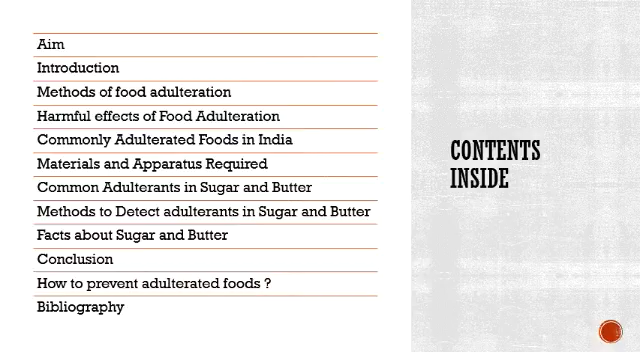 Aim
Introduction
Methods of food adulteration
Harmful effects of Food Adulteration
Commonly Adulterated Foods in India
Materials and Apparatus Required
Common Adulterants in Sugar and Butter
Methods to Detect adulterants in Sugar and Butter
Facts about Sugar and Butter
Conclusion
How to prevent adulterated foods ?
Bibliography
CONTENTS
INSIDE